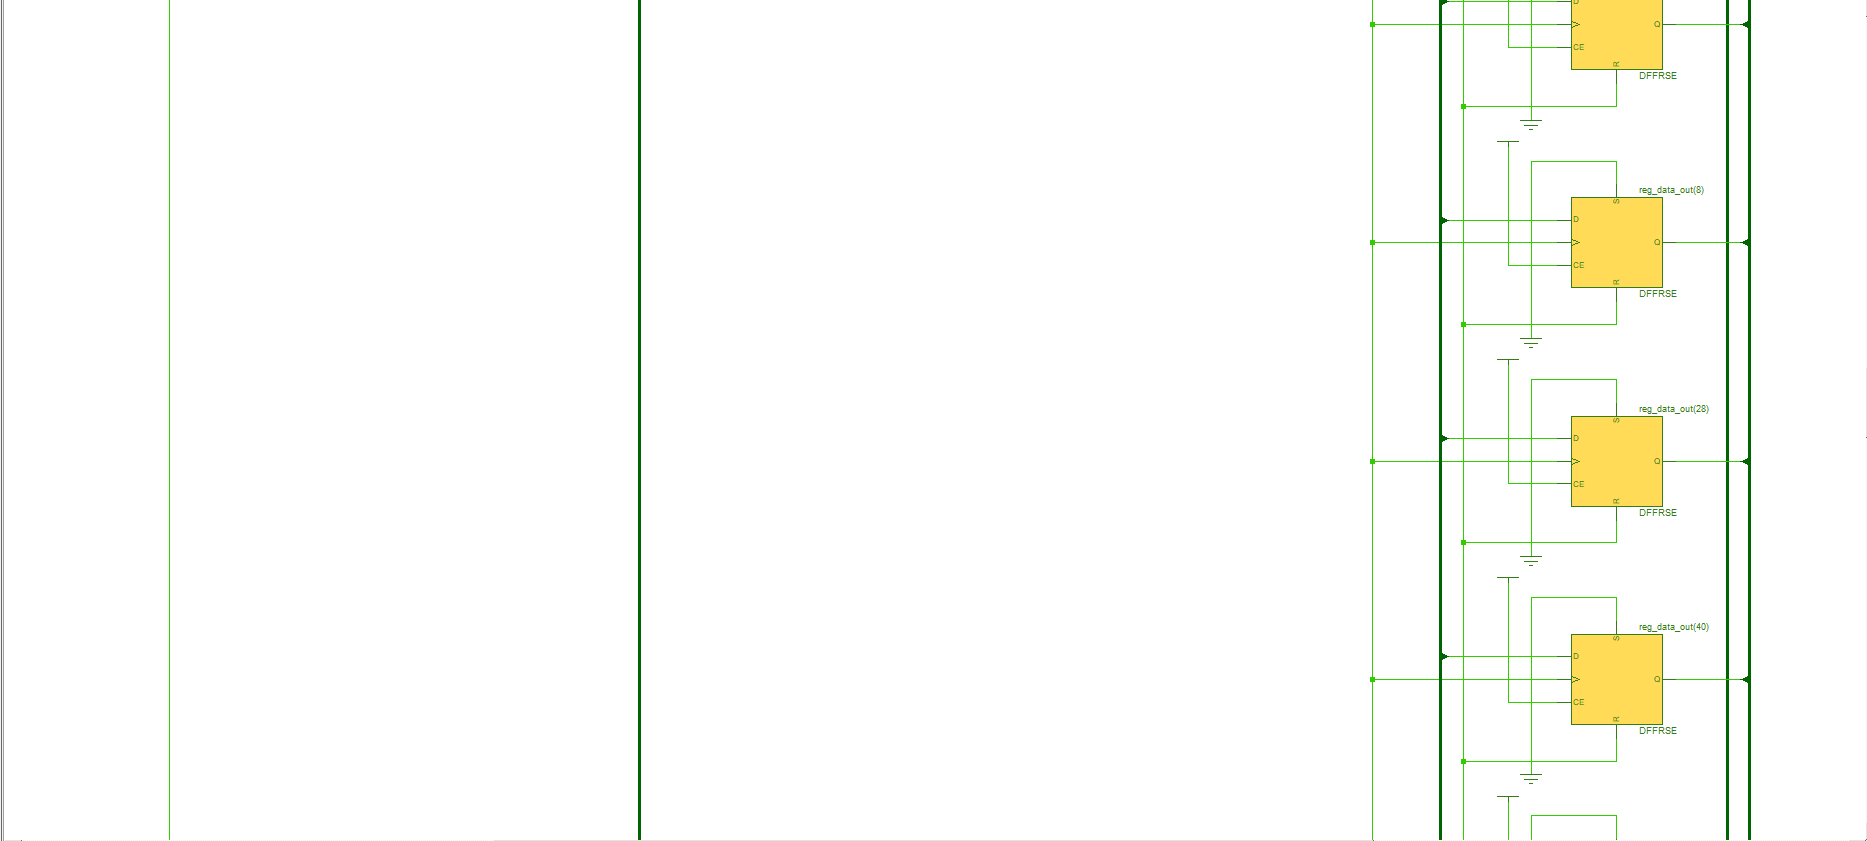 D
Q
CE
R
DFFRSE
reg_data_out(8)
S
D
Q
CE
R
DFFRSE
reg_data_out(28)
S
D
Q
CE
R
DFFRSE
reg_data_out(40)
S
D
Q
CE
R
DFFRSE